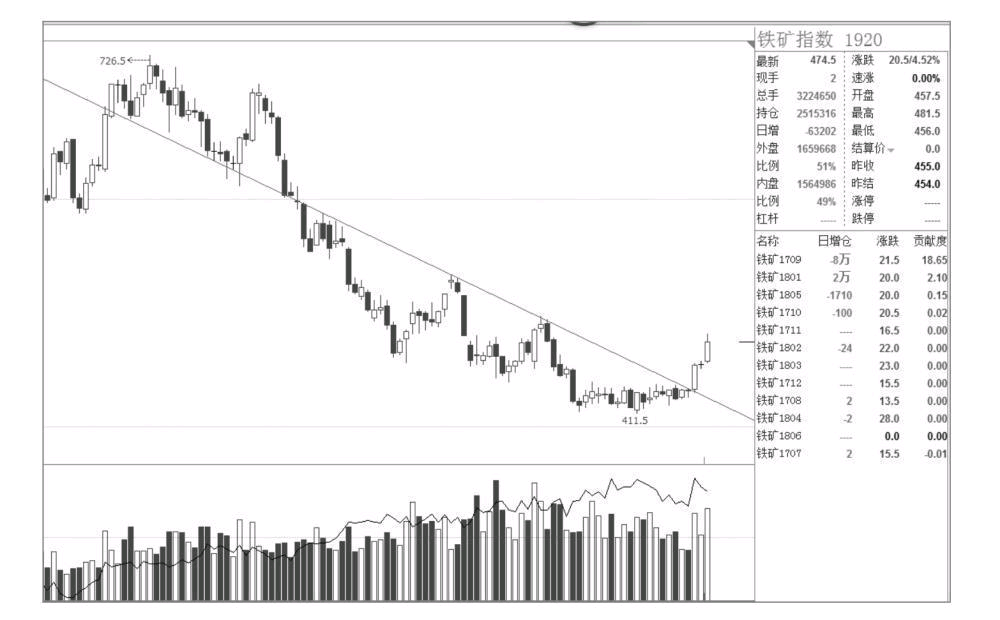 铁矿指数 1920
726.5
最新 474.5 涨跌 20.5/4.52%
现手 2 速涨 0.00%
总手 3224650 开盘 457.5
持仓 2515316 最高 481.5
日增 -63202 最低 456.0
外盘 1659668 结算价 0.0
比例 51% 昨收 455.0
内盘 1564986 昨结 454.0
比例 49% 涨停 -----
杠杆 ----- 跌停 -----
名称 日增仓 涨跌 贡献度
铁矿1709 -8万 21.5 18.65
铁矿1801 2万 20.0 2.10
铁矿1805 -1710 20.0 0.15
铁矿1710 -100 20.5 0.02
铁矿1711 ---- 16.5 0.00
铁矿1802 -24 22.0 0.00
铁矿1803 ---- 23.0 0.00
铁矿1712 ---- 15.5 0.00
铁矿1708 2 13.5 0.00
铁矿1804 -2 28.0 0.00
411.5
铁矿1806 ---- 0.0 0.00
铁矿1707 2 15.5 -0.01